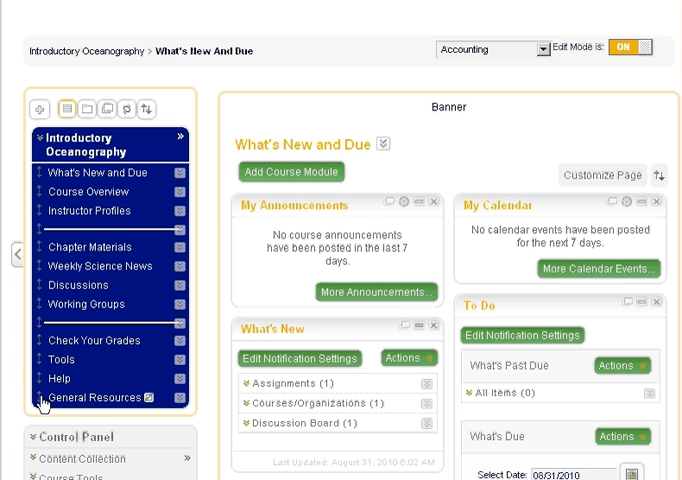 Introductory Oceanography > What's New And Due
Accounting
Edit Mode is:
ON
Introductory
Oceanography
What's New and Due
Course Overview
Instructor Profiles
Chapter Materials
Weekly Science News
Discussions
Working Groups
Check Your Grades
Tools
Help
General Resources
Control Panel
Content Collection
Course Tools
Banner
What's New and Due
Add Course Module
Customize Page
My Announcements
No course announcements
have been posted in the last 7
days.
More Announcements...
What's New
Edit Notification Settings
Actions
Assignments (1)
Courses/Organizations (1)
Discussion Board (1)
Last Updated: August 31, 2010 6:02 AM
My Calendar
No calendar events have been posted
for the next 7 days.
More Calendar Events...
To Do
Edit Notification Settings
What's Past Due
Actions
All Items (0)
What's Due
Actions
Select Date: 08/31/2010